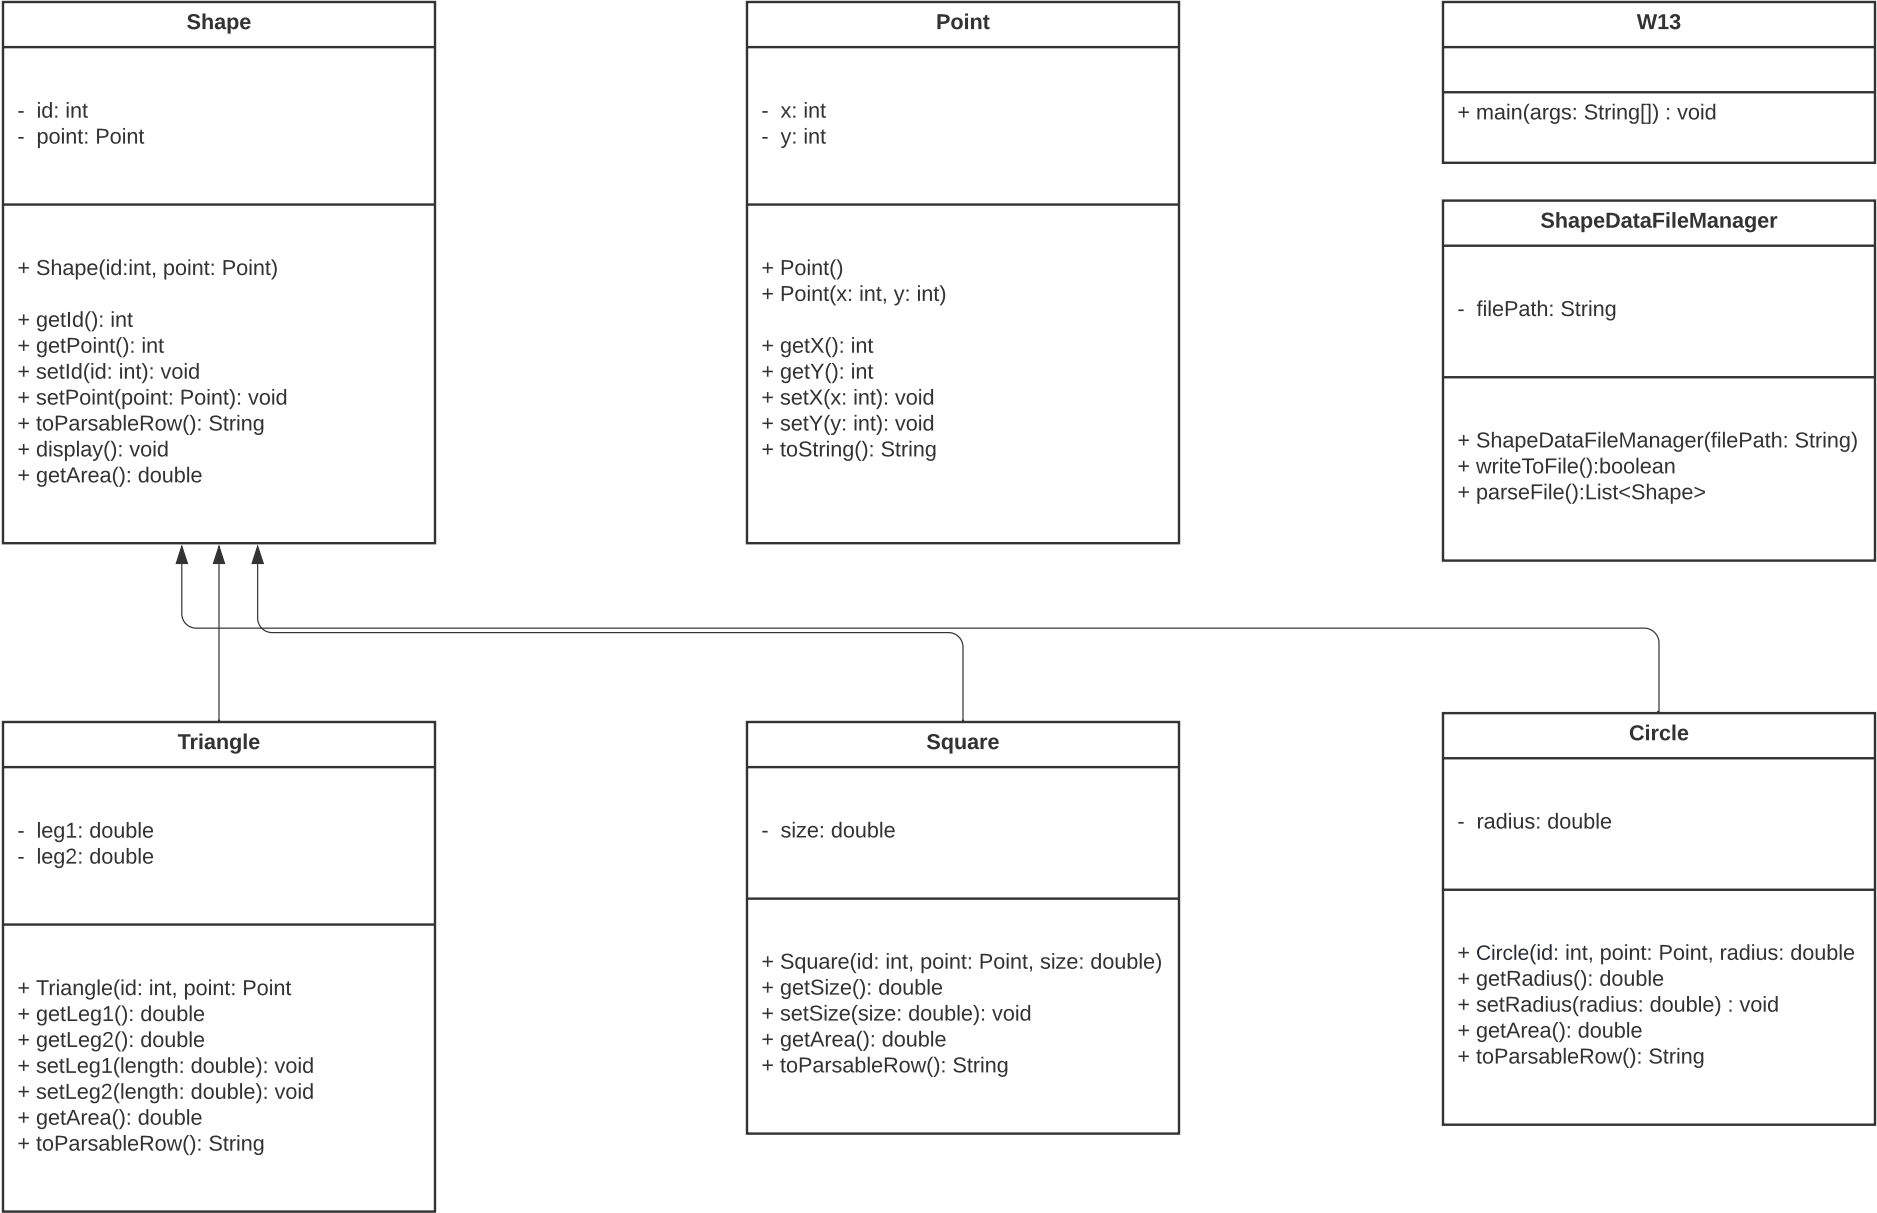 Shape
- id: int
- point: Point
+ Shape(id:int, point: Point)
+ getId(): int
+ getPoint(): int
+ setId(id: int): void
+ setPoint(point: Point): void
+ toParsableRow(): String
+ display(): void
+ getArea(): double
Point
- x: int
- y: int
+ Point()
+ Point(x: int, y: int)
+ getX(): int
+ getY(): int
+ setX(x: int): void
+ setY(y: int): void
+ toString(): String
W13
+ main(args: String[]) : void
ShapeDataFileManager
- filePath: String
+ ShapeDataFileManager(filePath: String)
+ writeToFile():boolean
+ parseFile():List<Shape>
Triangle
- leg1: double
- leg2: double
+ Triangle(id: int, point: Point
+ getLeg1(): double
+ getLeg2(): double
+ setLeg1(length: double): void
+ setLeg2(length: double): void
+ getArea(): double
+ toParsableRow(): String
Square
- size: double
+ Square(id: int, point: Point, size: double)
+ getSize(): double
+ setSize(size: double): void
+ getArea(): double
+ toParsableRow(): String
Circle
- radius: double
+ Circle(id: int, point: Point, radius: double
+ getRadius(): double
+ setRadius(radius: double) : void
+ getArea(): double
+ toParsableRow(): String